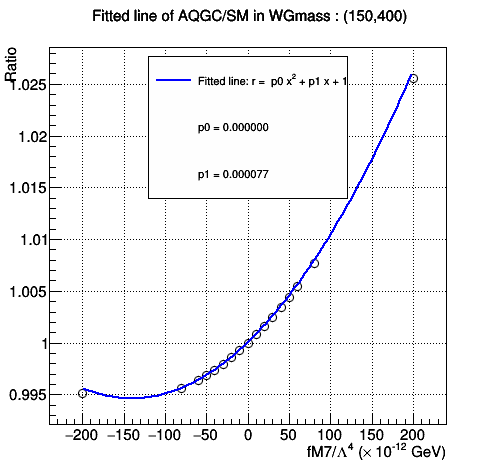 Fitted line of AQGC/SM in WGmass : (150,400)
Ratio
Fitted line: r = p0 x² + p1 x + 1
p0 = 0.000000
p1 = 0.000077
1.025
1.02
1.015
1.01
1.005
1
0.995
−200 −150 −100 −50 0 50 100 150 200
fM7/Λ⁴ (× 10⁻¹² GeV)